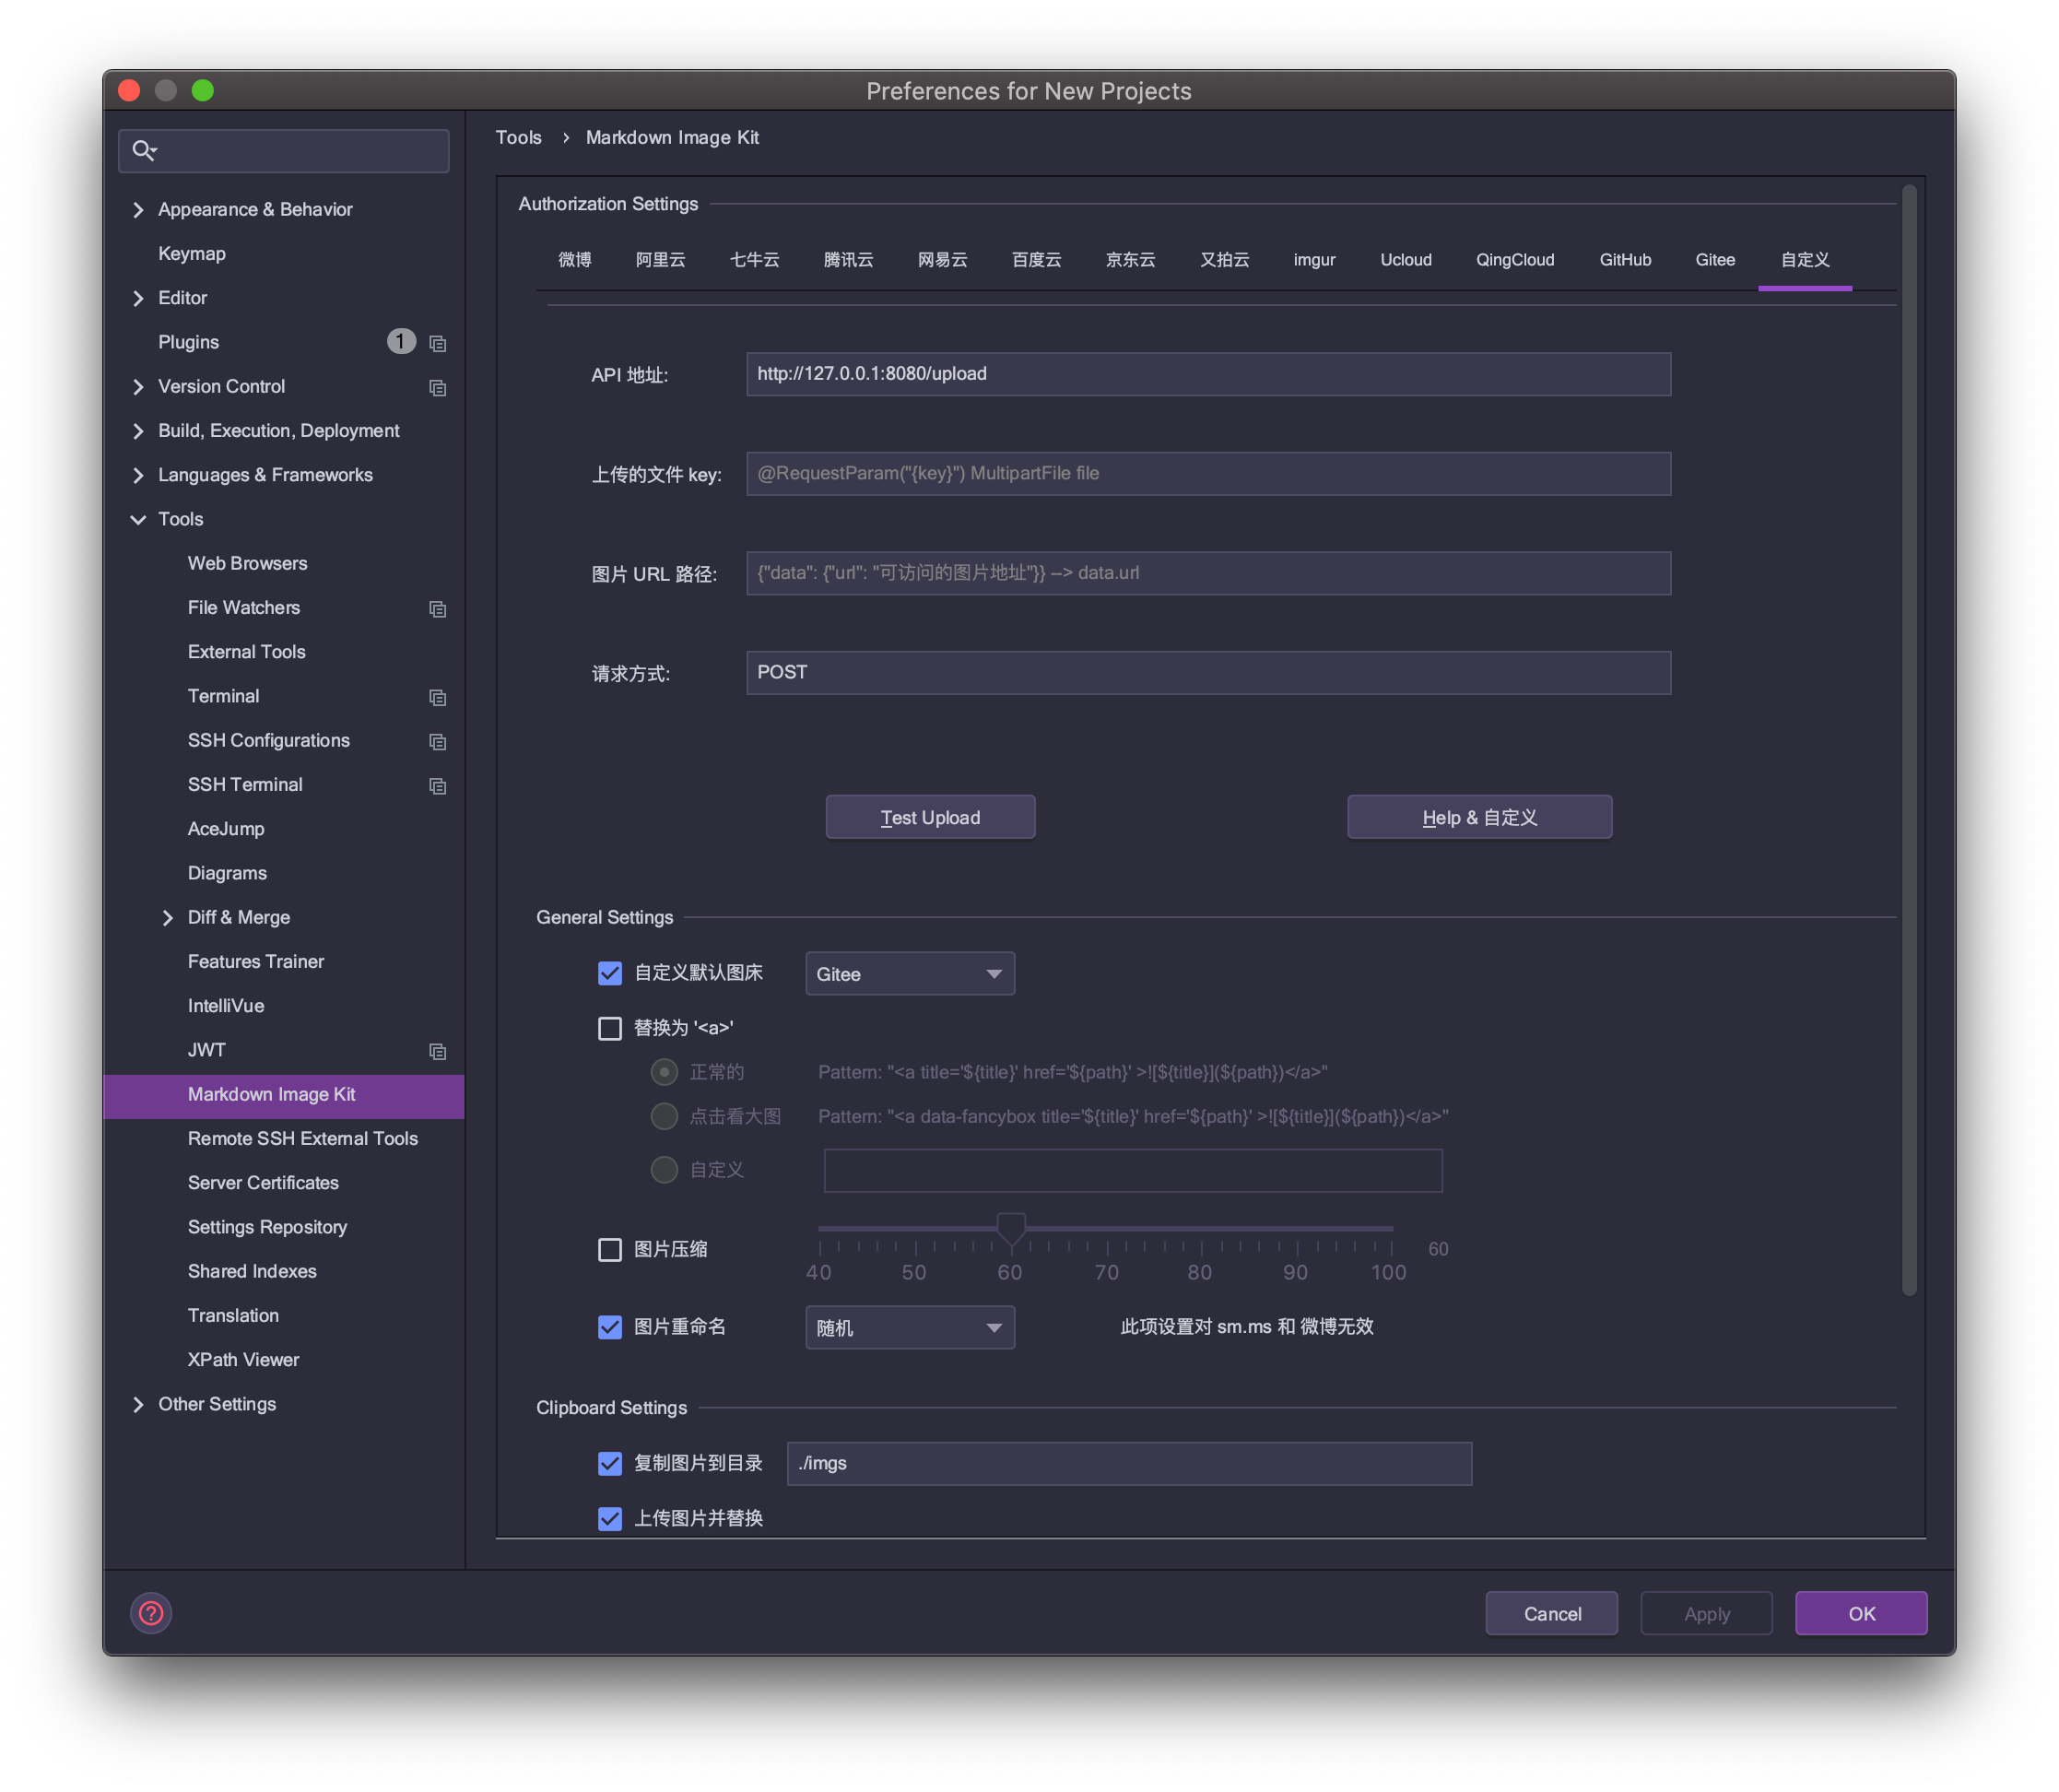 Preferences for New Projects
Appearance & Behavior
Keymap
Editor
Plugins 1
Version Control
Build, Execution, Deployment
Languages & Frameworks
Tools
Web Browsers
File Watchers
External Tools
Terminal
SSH Configurations
SSH Terminal
AceJump
Diagrams
Diff & Merge
Features Trainer
IntelliVue
JWT
Markdown Image Kit
Remote SSH External Tools
Server Certificates
Settings Repository
Shared Indexes
Translation
XPath Viewer
Other Settings
Tools › Markdown Image Kit
Authorization Settings
微博 阿里云 七牛云 腾讯云 网易云 百度云 京东云 又拍云 imgur Ucloud QingCloud GitHub Gitee 自定义
API 地址: http://127.0.0.1:8080/upload
上传的文件 key: @RequestParam("{key}") MultipartFile file
图片 URL 路径: {"data": {"url": "可访问的图片地址"}} --> data.url
请求方式: POST
Test Upload Help & 自定义
General Settings
自定义默认图床 Gitee
替换为 '<a>'
正常的 Pattern: "<a title='${title}' href='${path}' >![${title}](${path})</a>"
点击看大图 Pattern: "<a data-fancybox title='${title}' href='${path}' >![${title}](${path})</a>"
自定义
图片压缩 60
40 50 60 70 80 90 100
图片重命名 随机 此项设置对 sm.ms 和 微博无效
Clipboard Settings
复制图片到目录 ./imgs
上传图片并替换
? Cancel Apply OK